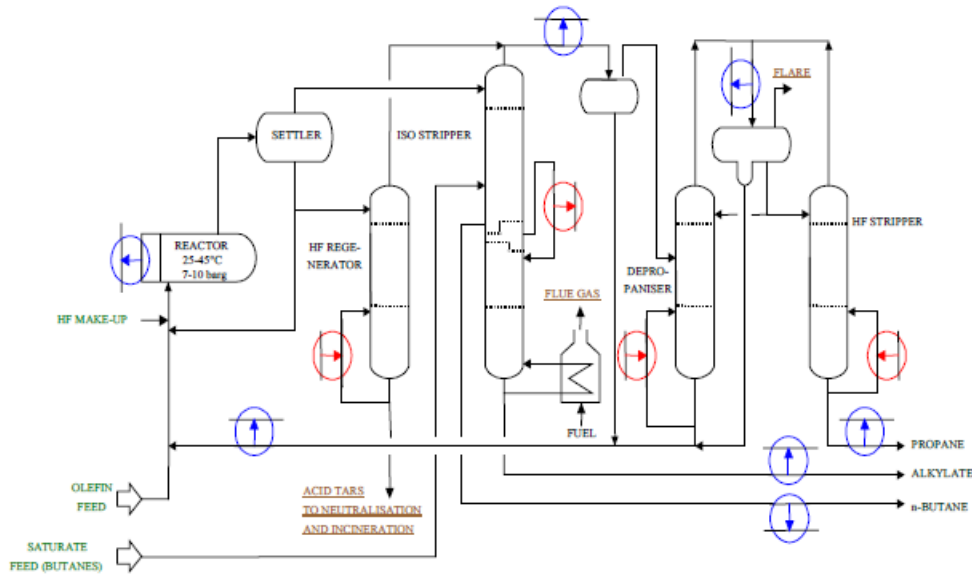 FLARE
SETTLER
ISO STRIPPER
HF STRIPPER
REACTOR
25-45°C
7-10 barg
HF REGE-
NERATOR
DEPRO-
PANISER
FLUE GAS
HF MAKE-UP
FUEL
PROPANE
ALKYLATE
n-BUTANE
OLEFIN
FEED
ACID TARS
TO NEUTRALISATION
AND INCINERATION
SATURATE
FEED (BUTANES)